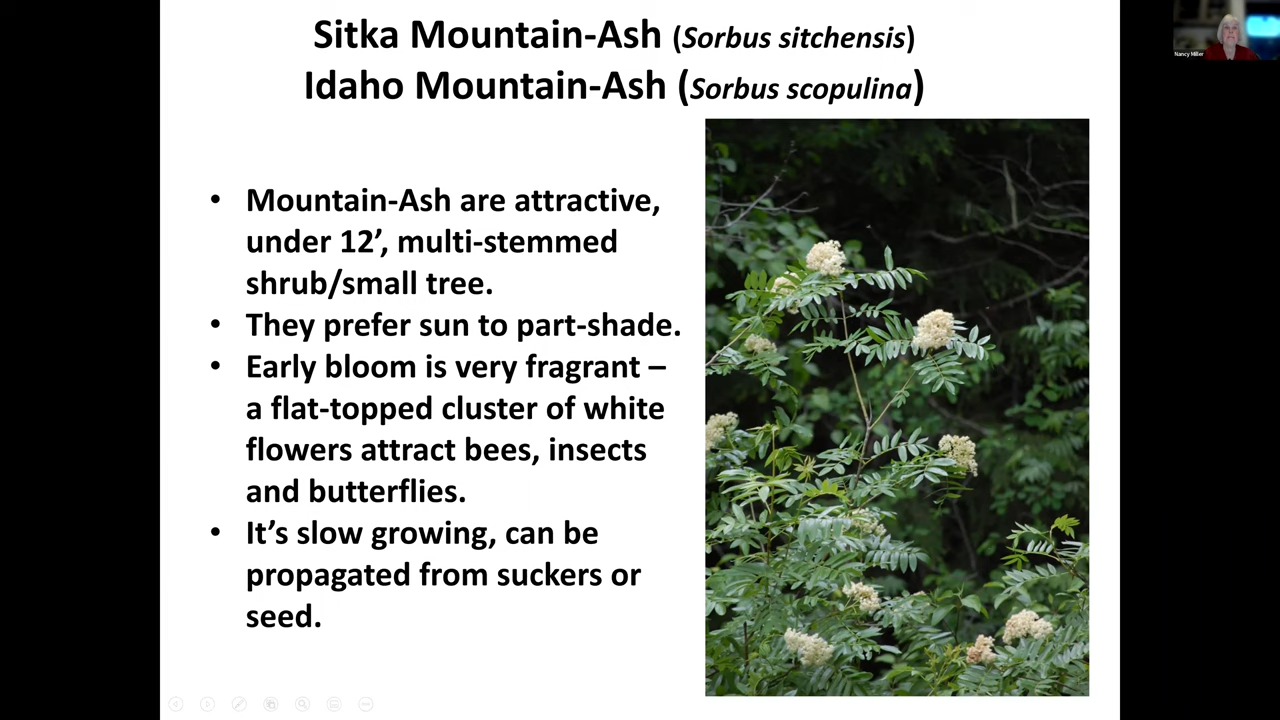 Sitka Mountain-Ash (Sorbus sitchensis)
Idaho Mountain-Ash (Sorbus scopulina)
• Mountain-Ash are attractive,
under 12’, multi-stemmed
shrub/small tree.
• They prefer sun to part-shade.
• Early bloom is very fragrant –
a flat-topped cluster of white
flowers attract bees, insects
and butterflies.
• It’s slow growing, can be
propagated from suckers or
seed.
Nancy Miller